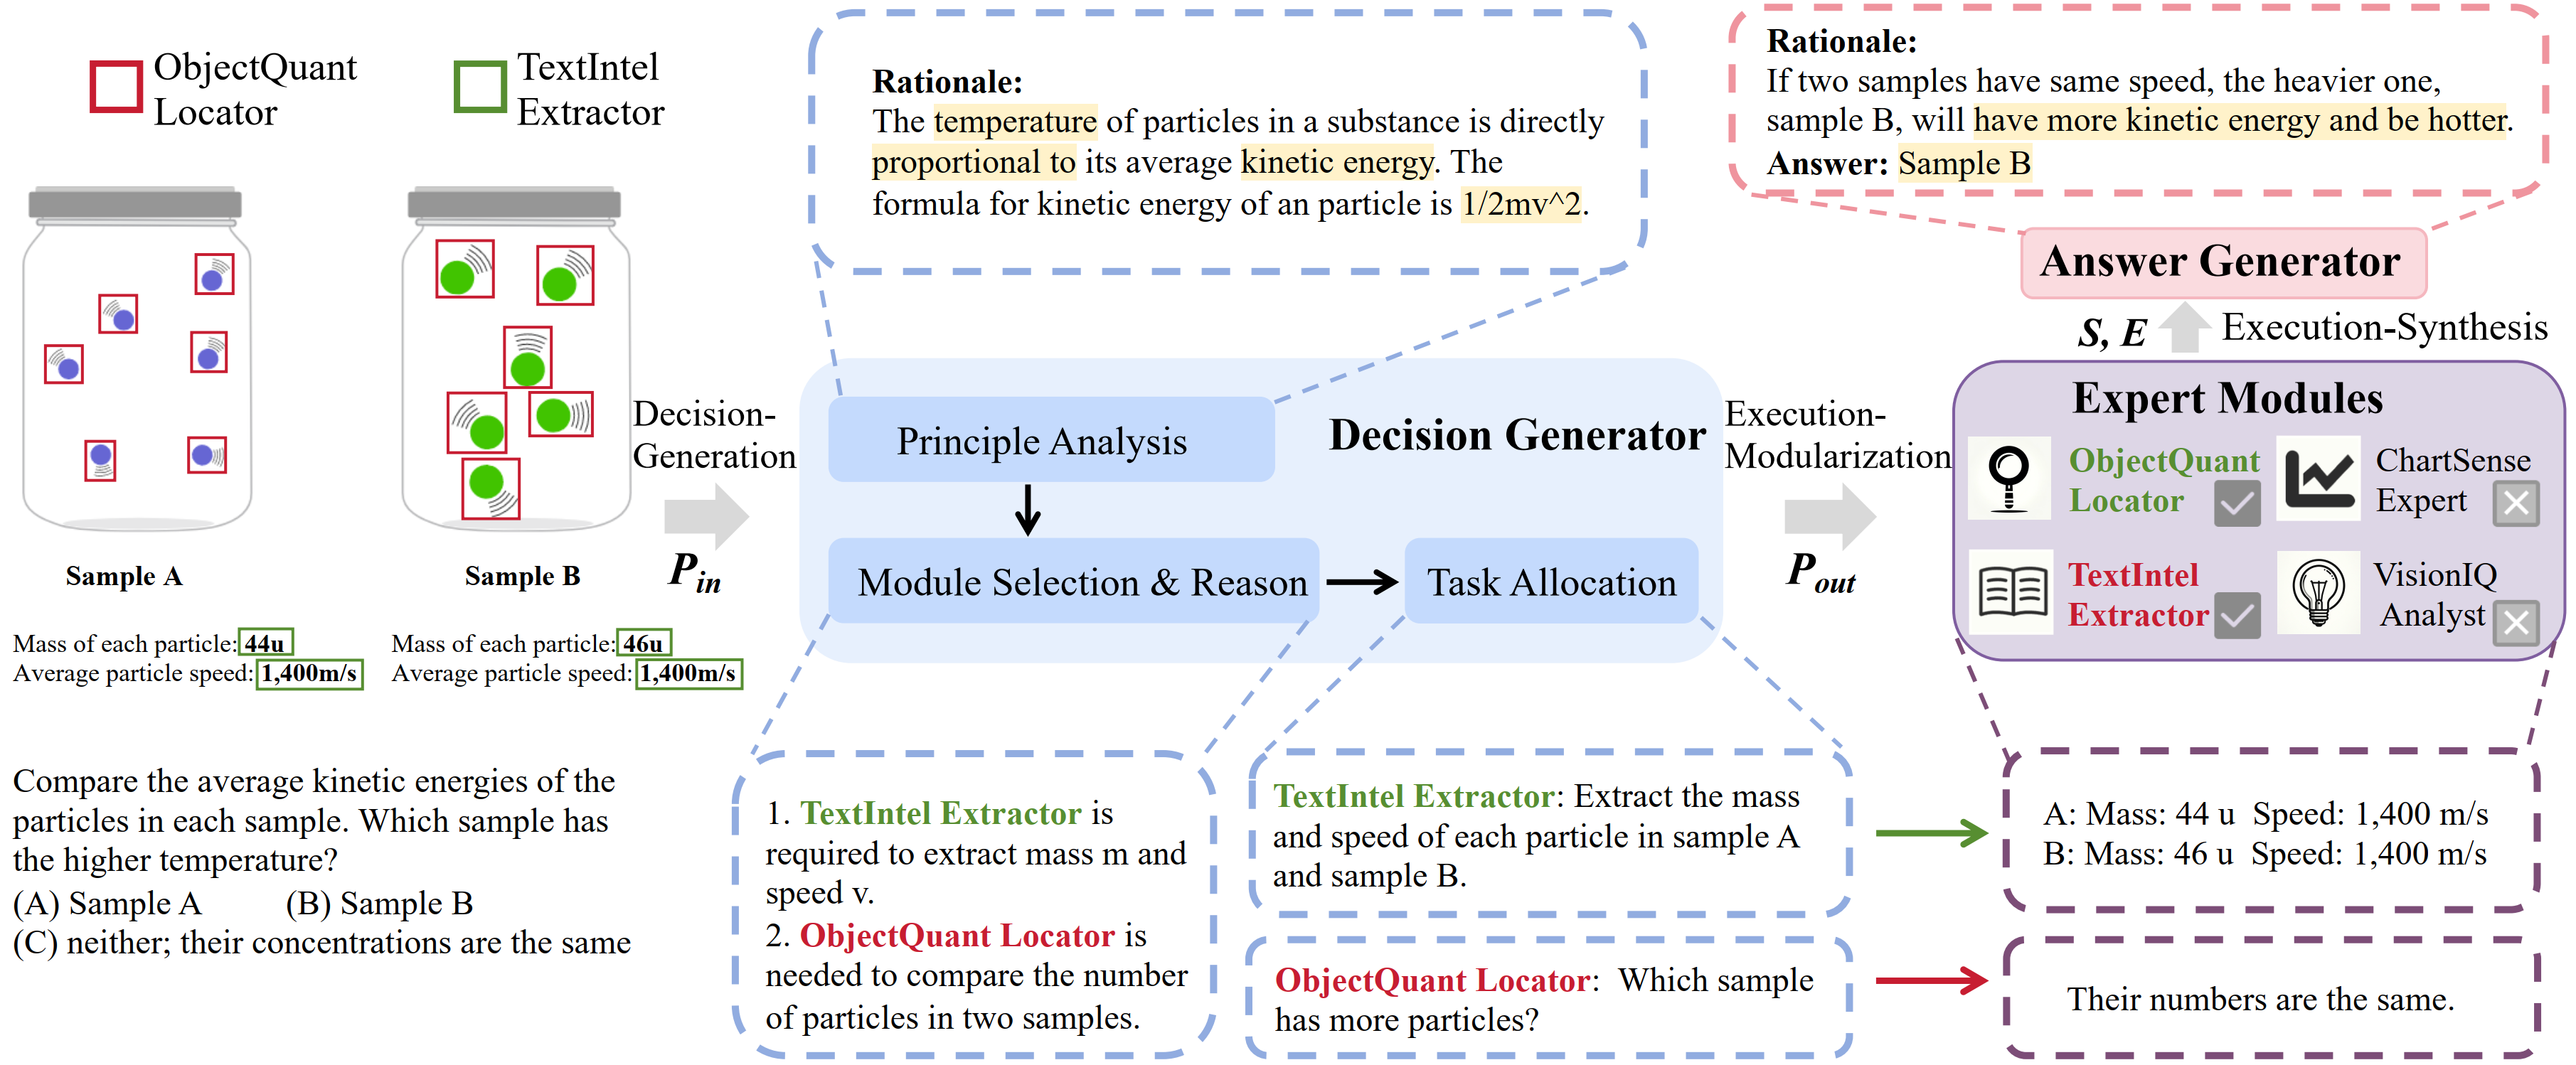 ObjectQuant
Locator
TextIntel
Extractor
Sample A
Sample B
Mass of each particle: 44u
Average particle speed: 1,400m/s
Mass of each particle: 46u
Average particle speed: 1,400m/s
Compare the average kinetic energies of the
particles in each sample. Which sample has
the higher temperature?
(A) Sample A (B) Sample B
(C) neither; their concentrations are the same
Decision-
Generation
P_in
Rationale:
The temperature of particles in a substance is directly
proportional to its average kinetic energy. The
formula for kinetic energy of an particle is 1/2mv^2.
Principle Analysis
Decision Generator
Module Selection & Reason
Task Allocation
1. TextIntel Extractor is
required to extract mass m and
speed v.
2. ObjectQuant Locator is
needed to compare the number
of particles in two samples.
TextIntel Extractor: Extract the mass
and speed of each particle in sample A
and sample B.
ObjectQuant Locator: Which sample
has more particles?
Execution-
Modularization
P_out
Rationale:
If two samples have same speed, the heavier one,
sample B, will have more kinetic energy and be hotter.
Answer: Sample B
Answer Generator
S, E
Execution-Synthesis
Expert Modules
ObjectQuant
Locator
ChartSense
Expert
TextIntel
Extractor
VisionIQ
Analyst
A: Mass: 44 u Speed: 1,400 m/s
B: Mass: 46 u Speed: 1,400 m/s
Their numbers are the same.